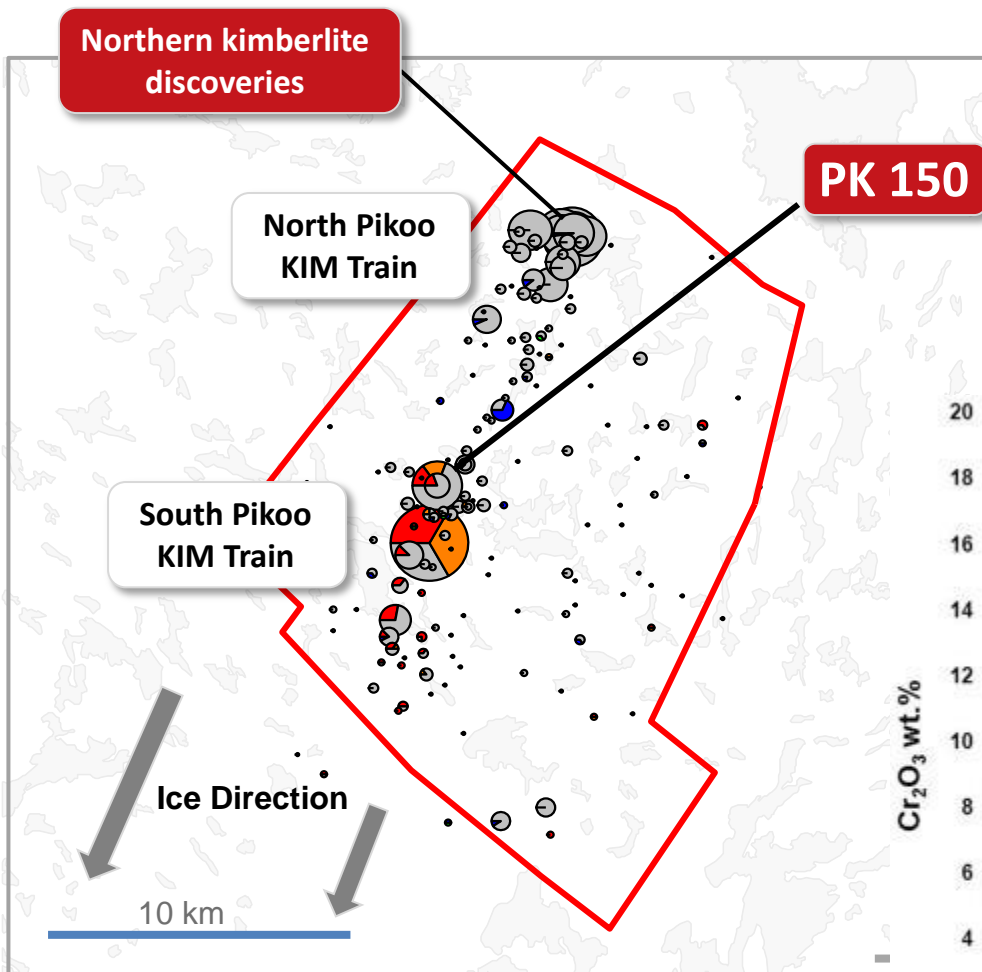 Northern kimberlite
discoveries
PK 150
North Pikoo
KIM Train
South Pikoo
KIM Train
Ice Direction
10 km
Cr₂O₃ wt.%
20
18
16
14
12
10
8
6
4